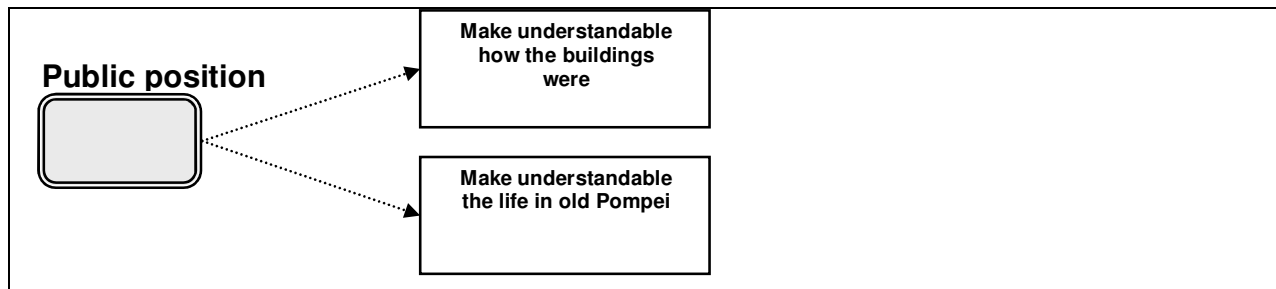 Public position
Make understandable
how the buildings
were
Make understandable
the life in old Pompei